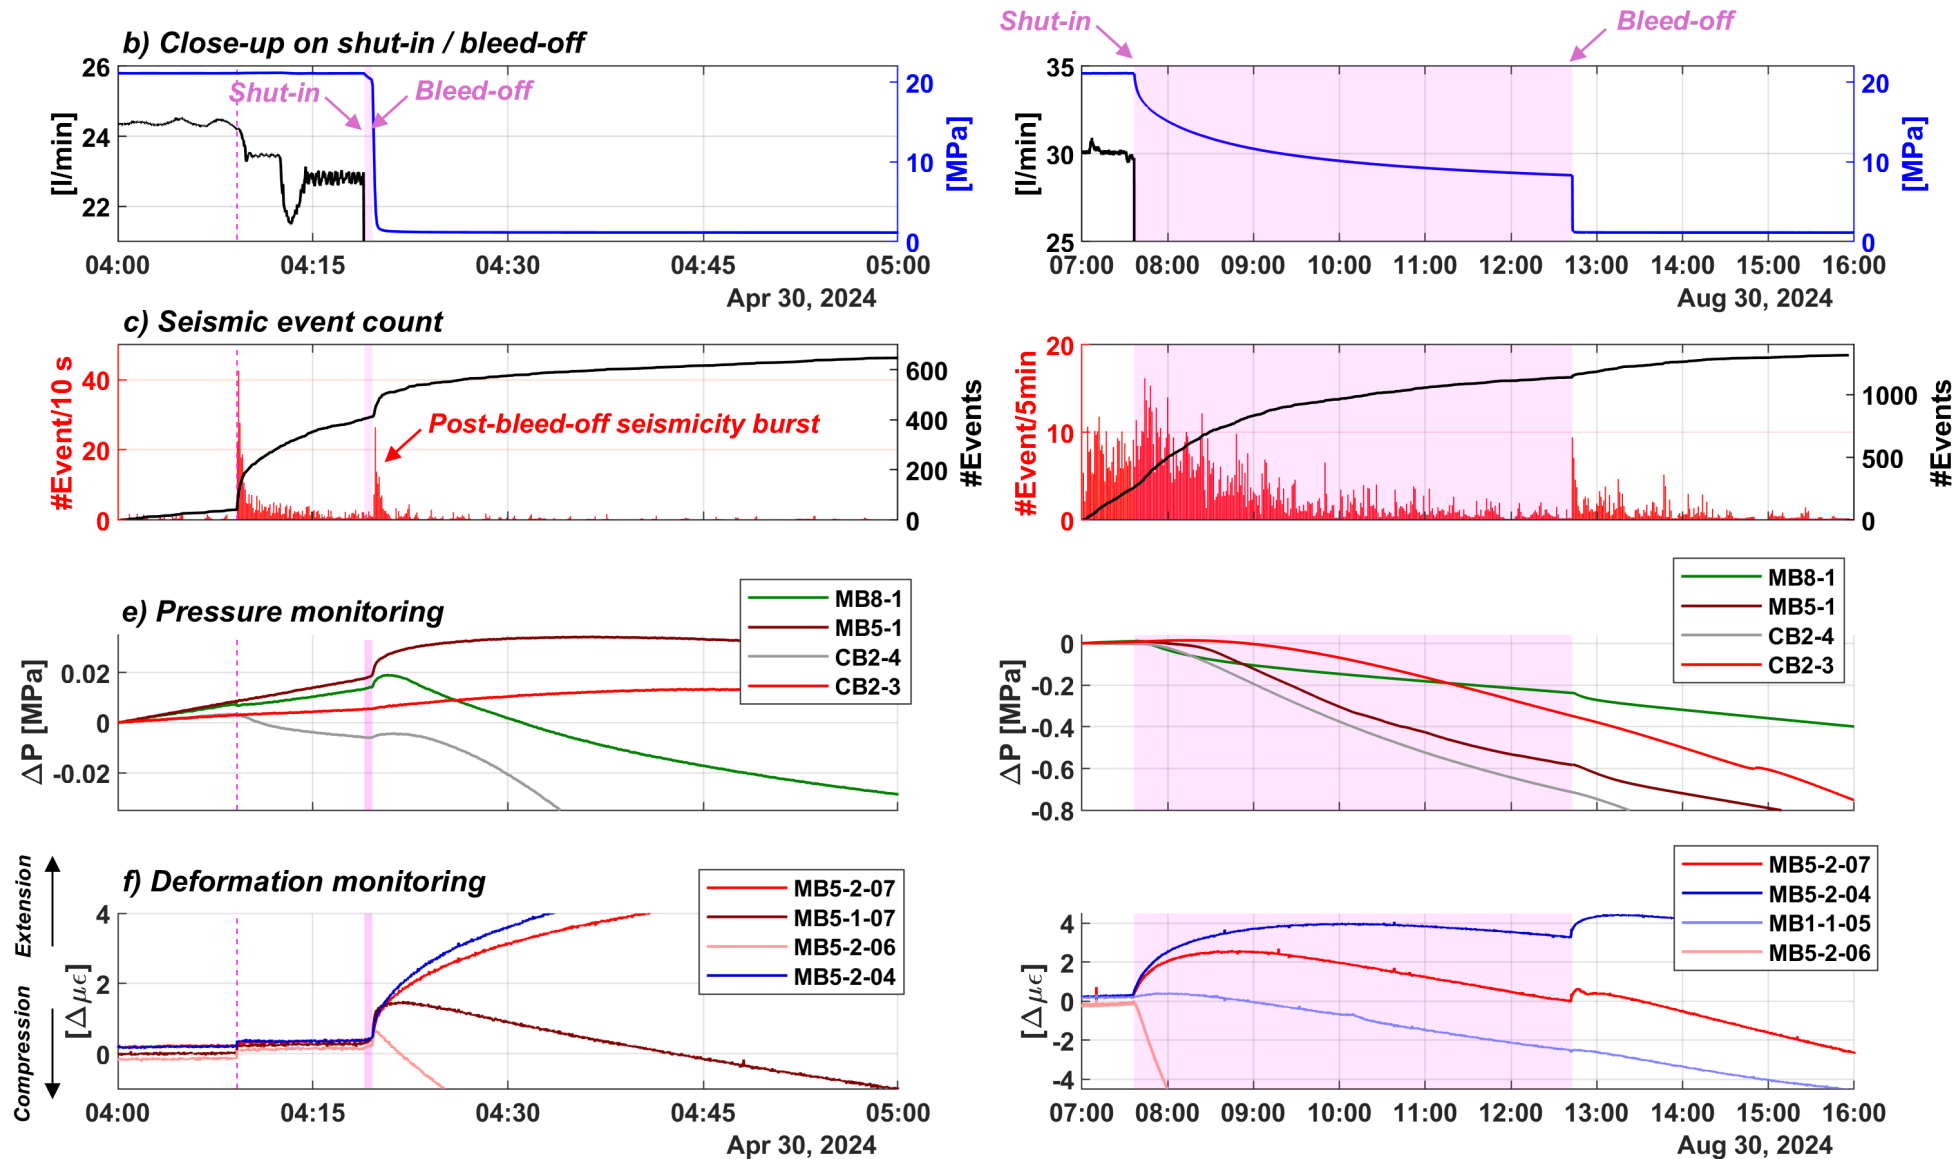 b) Close-up on shut-in / bleed-off
26
24
22
[l/min]
20
10
0
[MPa]
Shut-in
Bleed-off
04:00
04:15
04:30
04:45
05:00
Apr 30, 2024
Shut-in
Bleed-off
35
30
25
[l/min]
20
10
0
[MPa]
07:00
08:00
09:00
10:00
11:00
12:00
13:00
14:00
15:00
16:00
Aug 30, 2024
c) Seismic event count
#Event/10 s
40
20
0
600
400
200
0
#Events
Post-bleed-off seismicity burst
#Event/5min
20
10
0
1000
500
0
#Events
e) Pressure monitoring
MB8-1
MB5-1
CB2-4
CB2-3
ΔP [MPa]
0.02
0
-0.02
MB8-1
MB5-1
CB2-4
CB2-3
ΔP [MPa]
0
-0.2
-0.4
-0.6
-0.8
Extension
Compression
f) Deformation monitoring
MB5-2-07
MB5-1-07
MB5-2-06
MB5-2-04
[Δμϵ]
4
2
0
04:00
04:15
04:30
04:45
05:00
Apr 30, 2024
MB5-2-07
MB5-2-04
MB1-1-05
MB5-2-06
[Δμϵ]
4
2
0
-2
-4
07:00
08:00
09:00
10:00
11:00
12:00
13:00
14:00
15:00
16:00
Aug 30, 2024